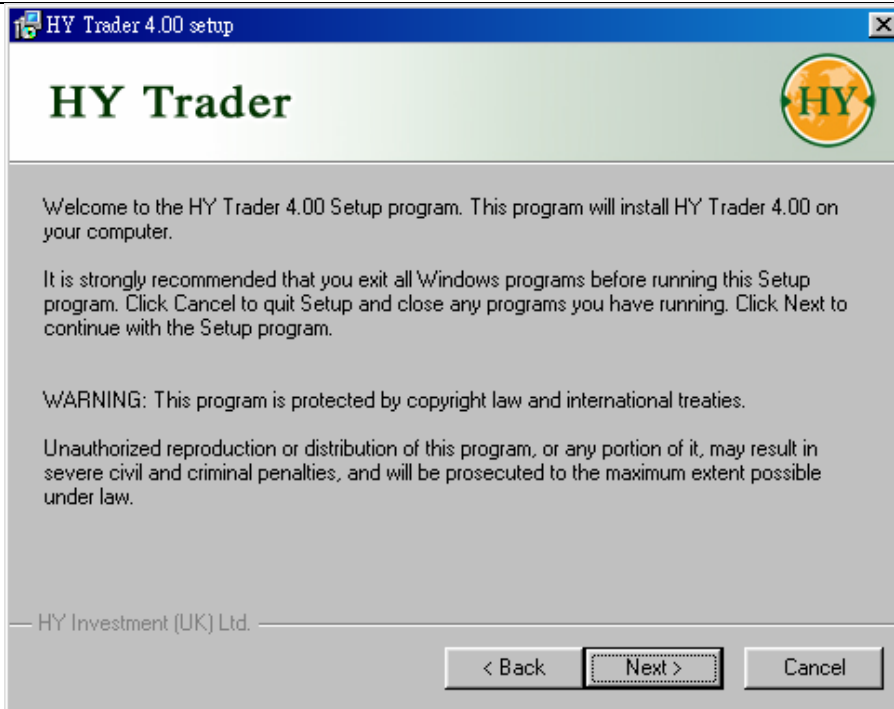 HY Trader 4.00 setup
HY Trader
HY
Welcome to the HY Trader 4.00 Setup program. This program will install HY Trader 4.00 on
your computer.
It is strongly recommended that you exit all Windows programs before running this Setup
program. Click Cancel to quit Setup and close any programs you have running. Click Next to
continue with the Setup program.
WARNING: This program is protected by copyright law and international treaties.
Unauthorized reproduction or distribution of this program, or any portion of it, may result in
severe civil and criminal penalties, and will be prosecuted to the maximum extent possible
under law.
HY Investment (UK) Ltd.
< Back Next > Cancel